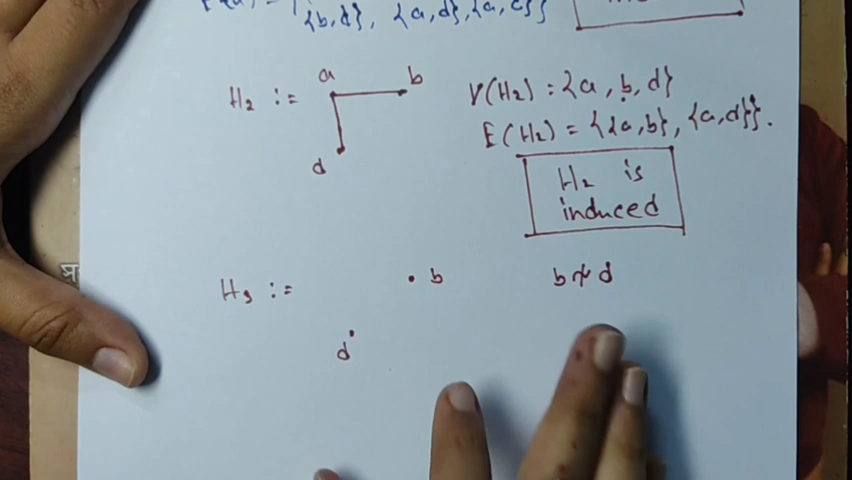 {b,d}, {a,d},{a,c}}
H₂ :=
a
b
d
V(H₂) = {a, b, d}
E(H₂) = {{a,b}, {a,d}}.
H₂ is
induced
H₃ :=
b
d
b≁d